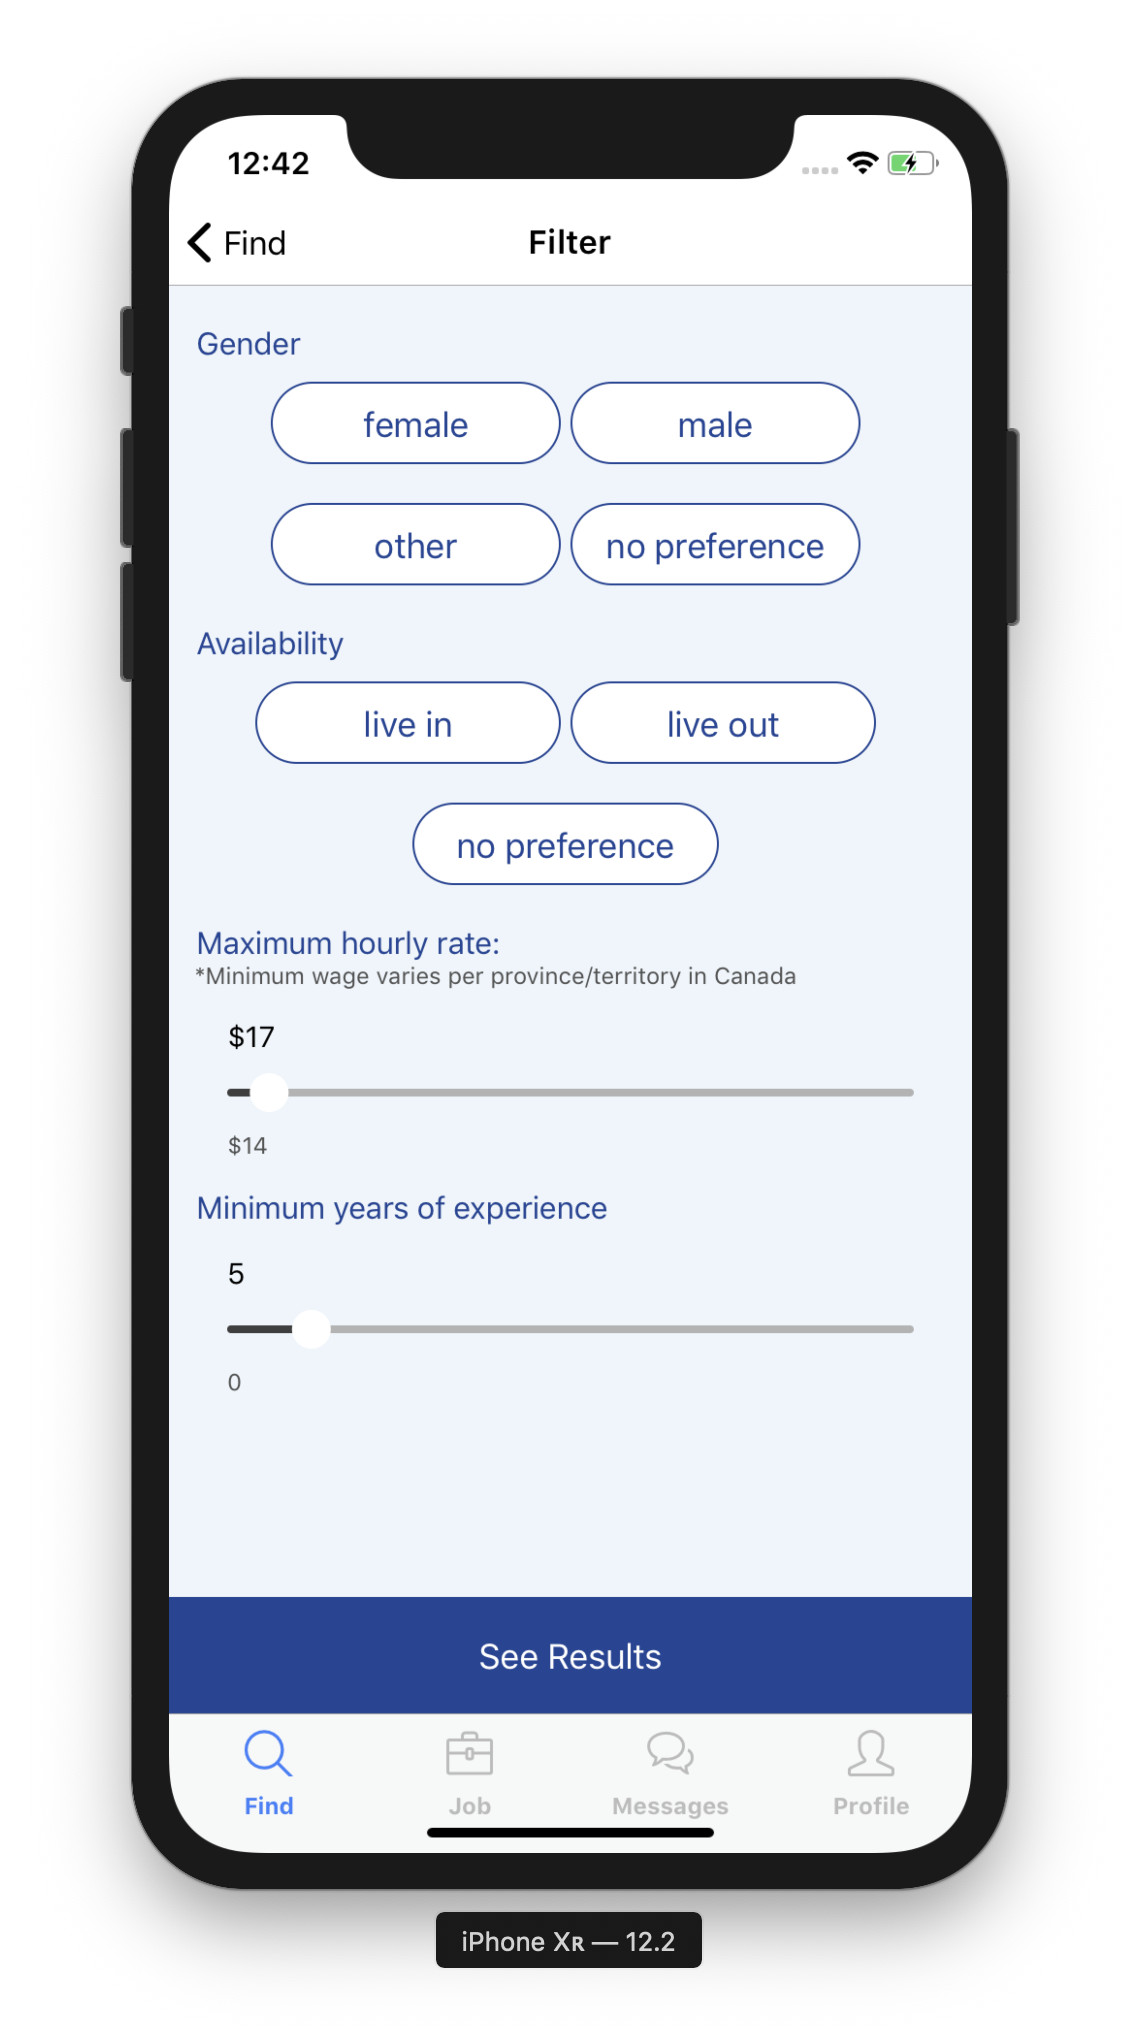 12:42
Find
Filter
Gender
female
male
other
no preference
Availability
live in
live out
no preference
Maximum hourly rate:
*Minimum wage varies per province/territory in Canada
$17
$14
Minimum years of experience
5
0
See Results
Find
Job
Messages
Profile
iPhone Xʀ — 12.2